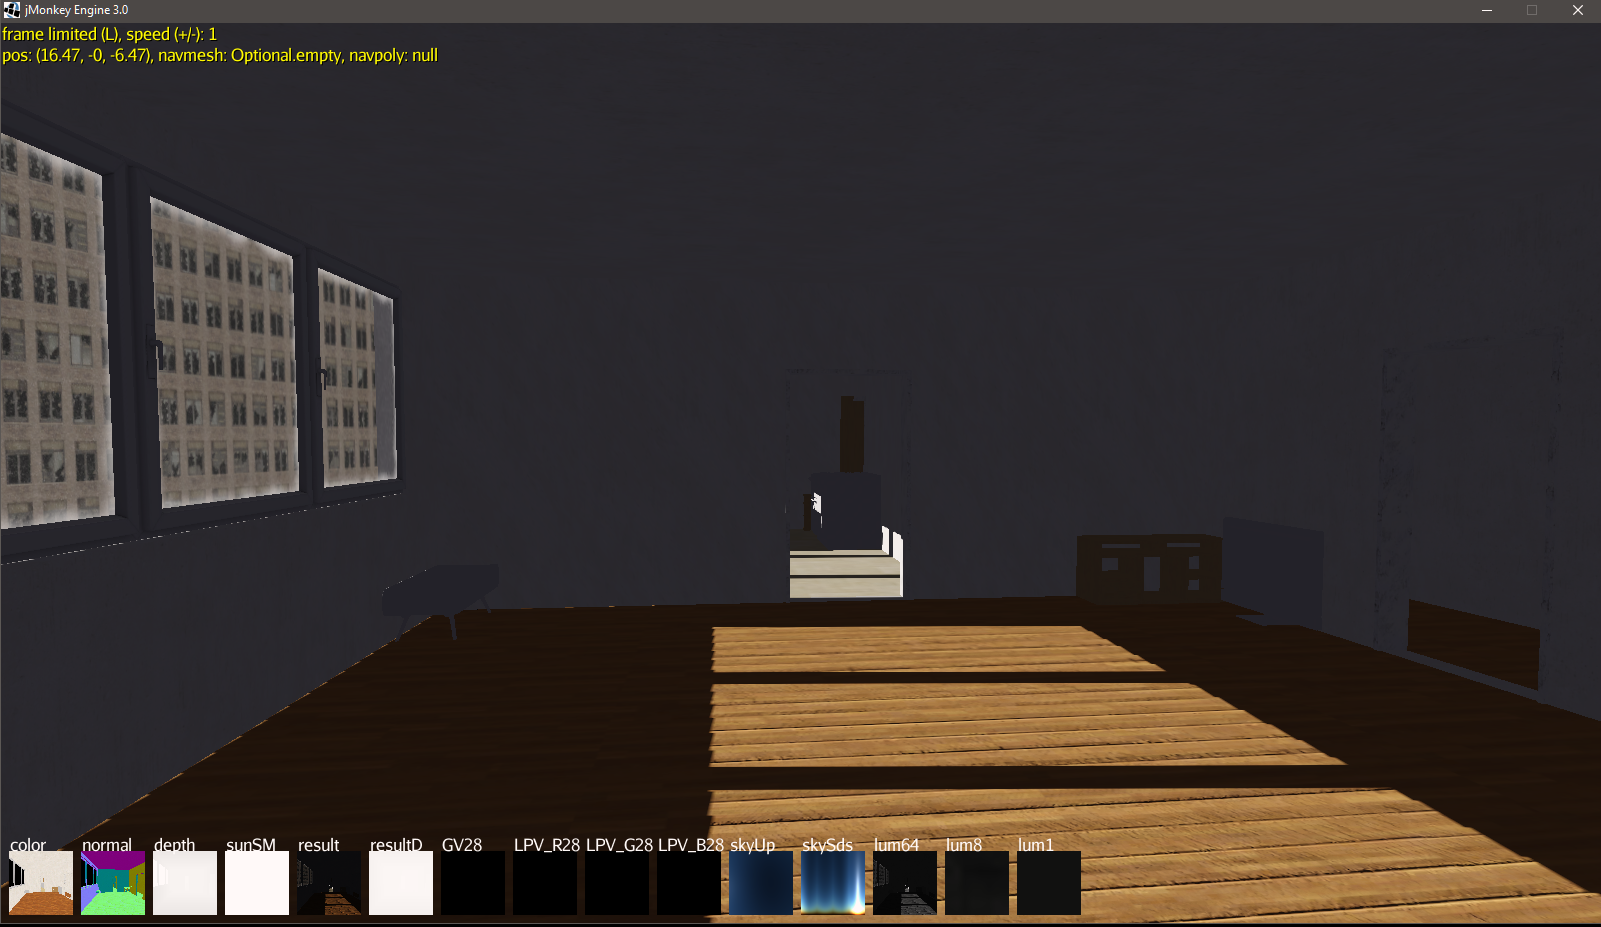 jMonkey Engine 3.0
frame limited (L), speed (+/-): 1
pos: (16.47, -0, -6.47), navmesh: Optional.empty, navpoly: null
color normal depth sunSM result resultD GV28 LPV_R28 LPV_G28 LPV_B28 skyUp skySds lum64 lum8 lum1